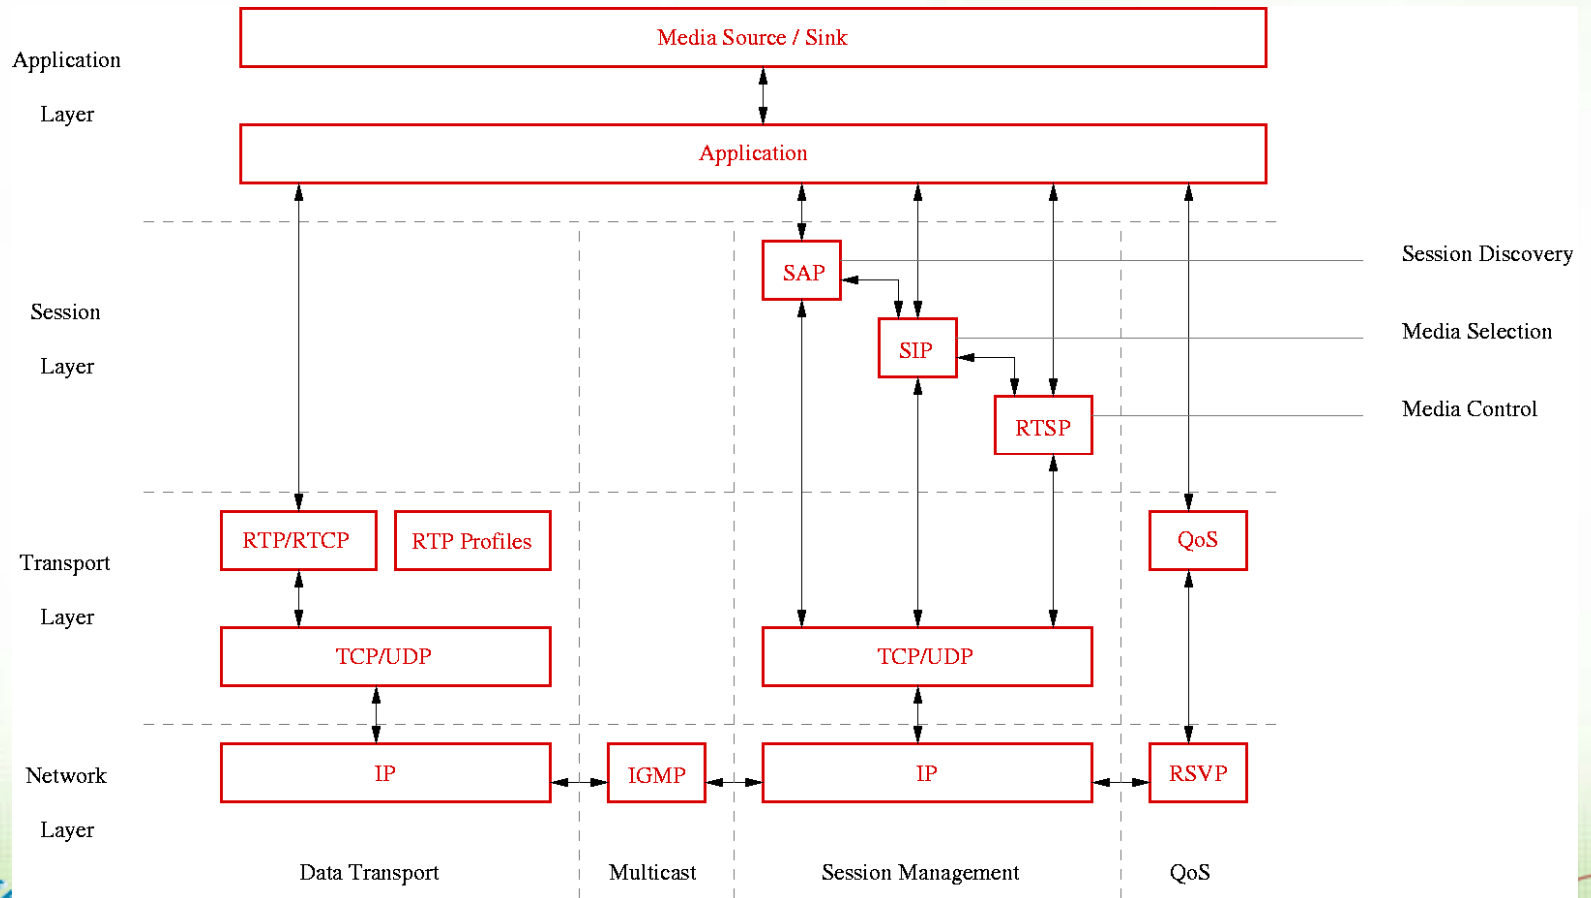 Media Source / Sink
Application
Layer
Application
SAP
Session Discovery
Session
Layer
SIP
Media Selection
RTSP
Media Control
Transport
Layer
RTP/RTCP
RTP Profiles
QoS
TCP/UDP
TCP/UDP
Network
Layer
IP
IGMP
IP
RSVP
Data Transport
Multicast
Session Management
QoS